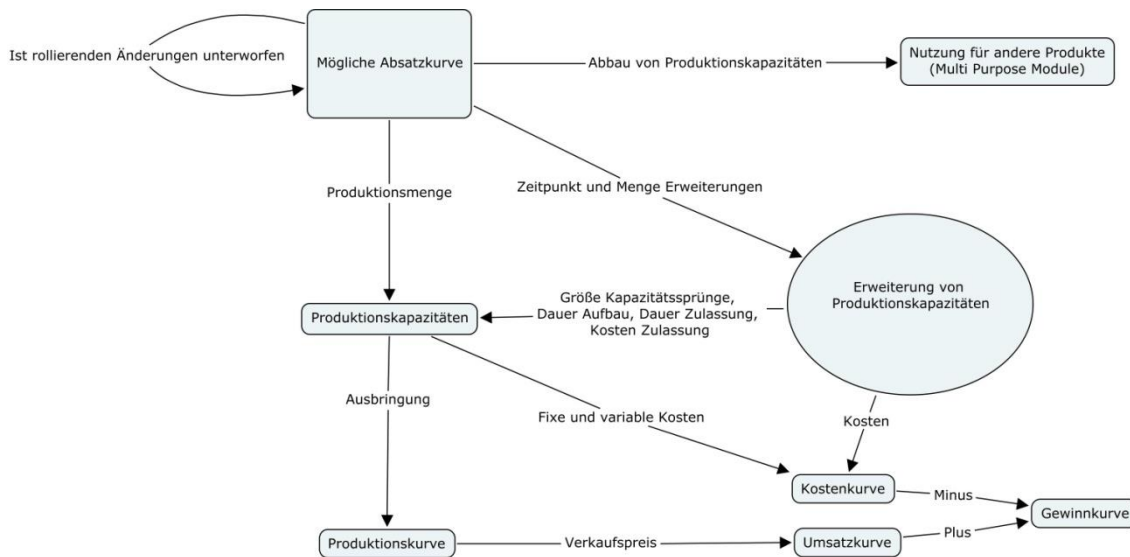 Ist rollierenden Änderungen unterworfen
Mögliche Absatzkurve
Abbau von Produktionskapazitäten
Nutzung für andere Produkte
(Multi Purpose Module)
Produktionsmenge
Zeitpunkt und Menge Erweiterungen
Erweiterung von
Produktionskapazitäten
Größe Kapazitätssprünge,
Dauer Aufbau, Dauer Zulassung,
Kosten Zulassung
Produktionskapazitäten
Ausbringung
Fixe und variable Kosten
Kosten
Kostenkurve
Minus
Gewinnkurve
Produktionskurve
Verkaufspreis
Umsatzkurve
Plus